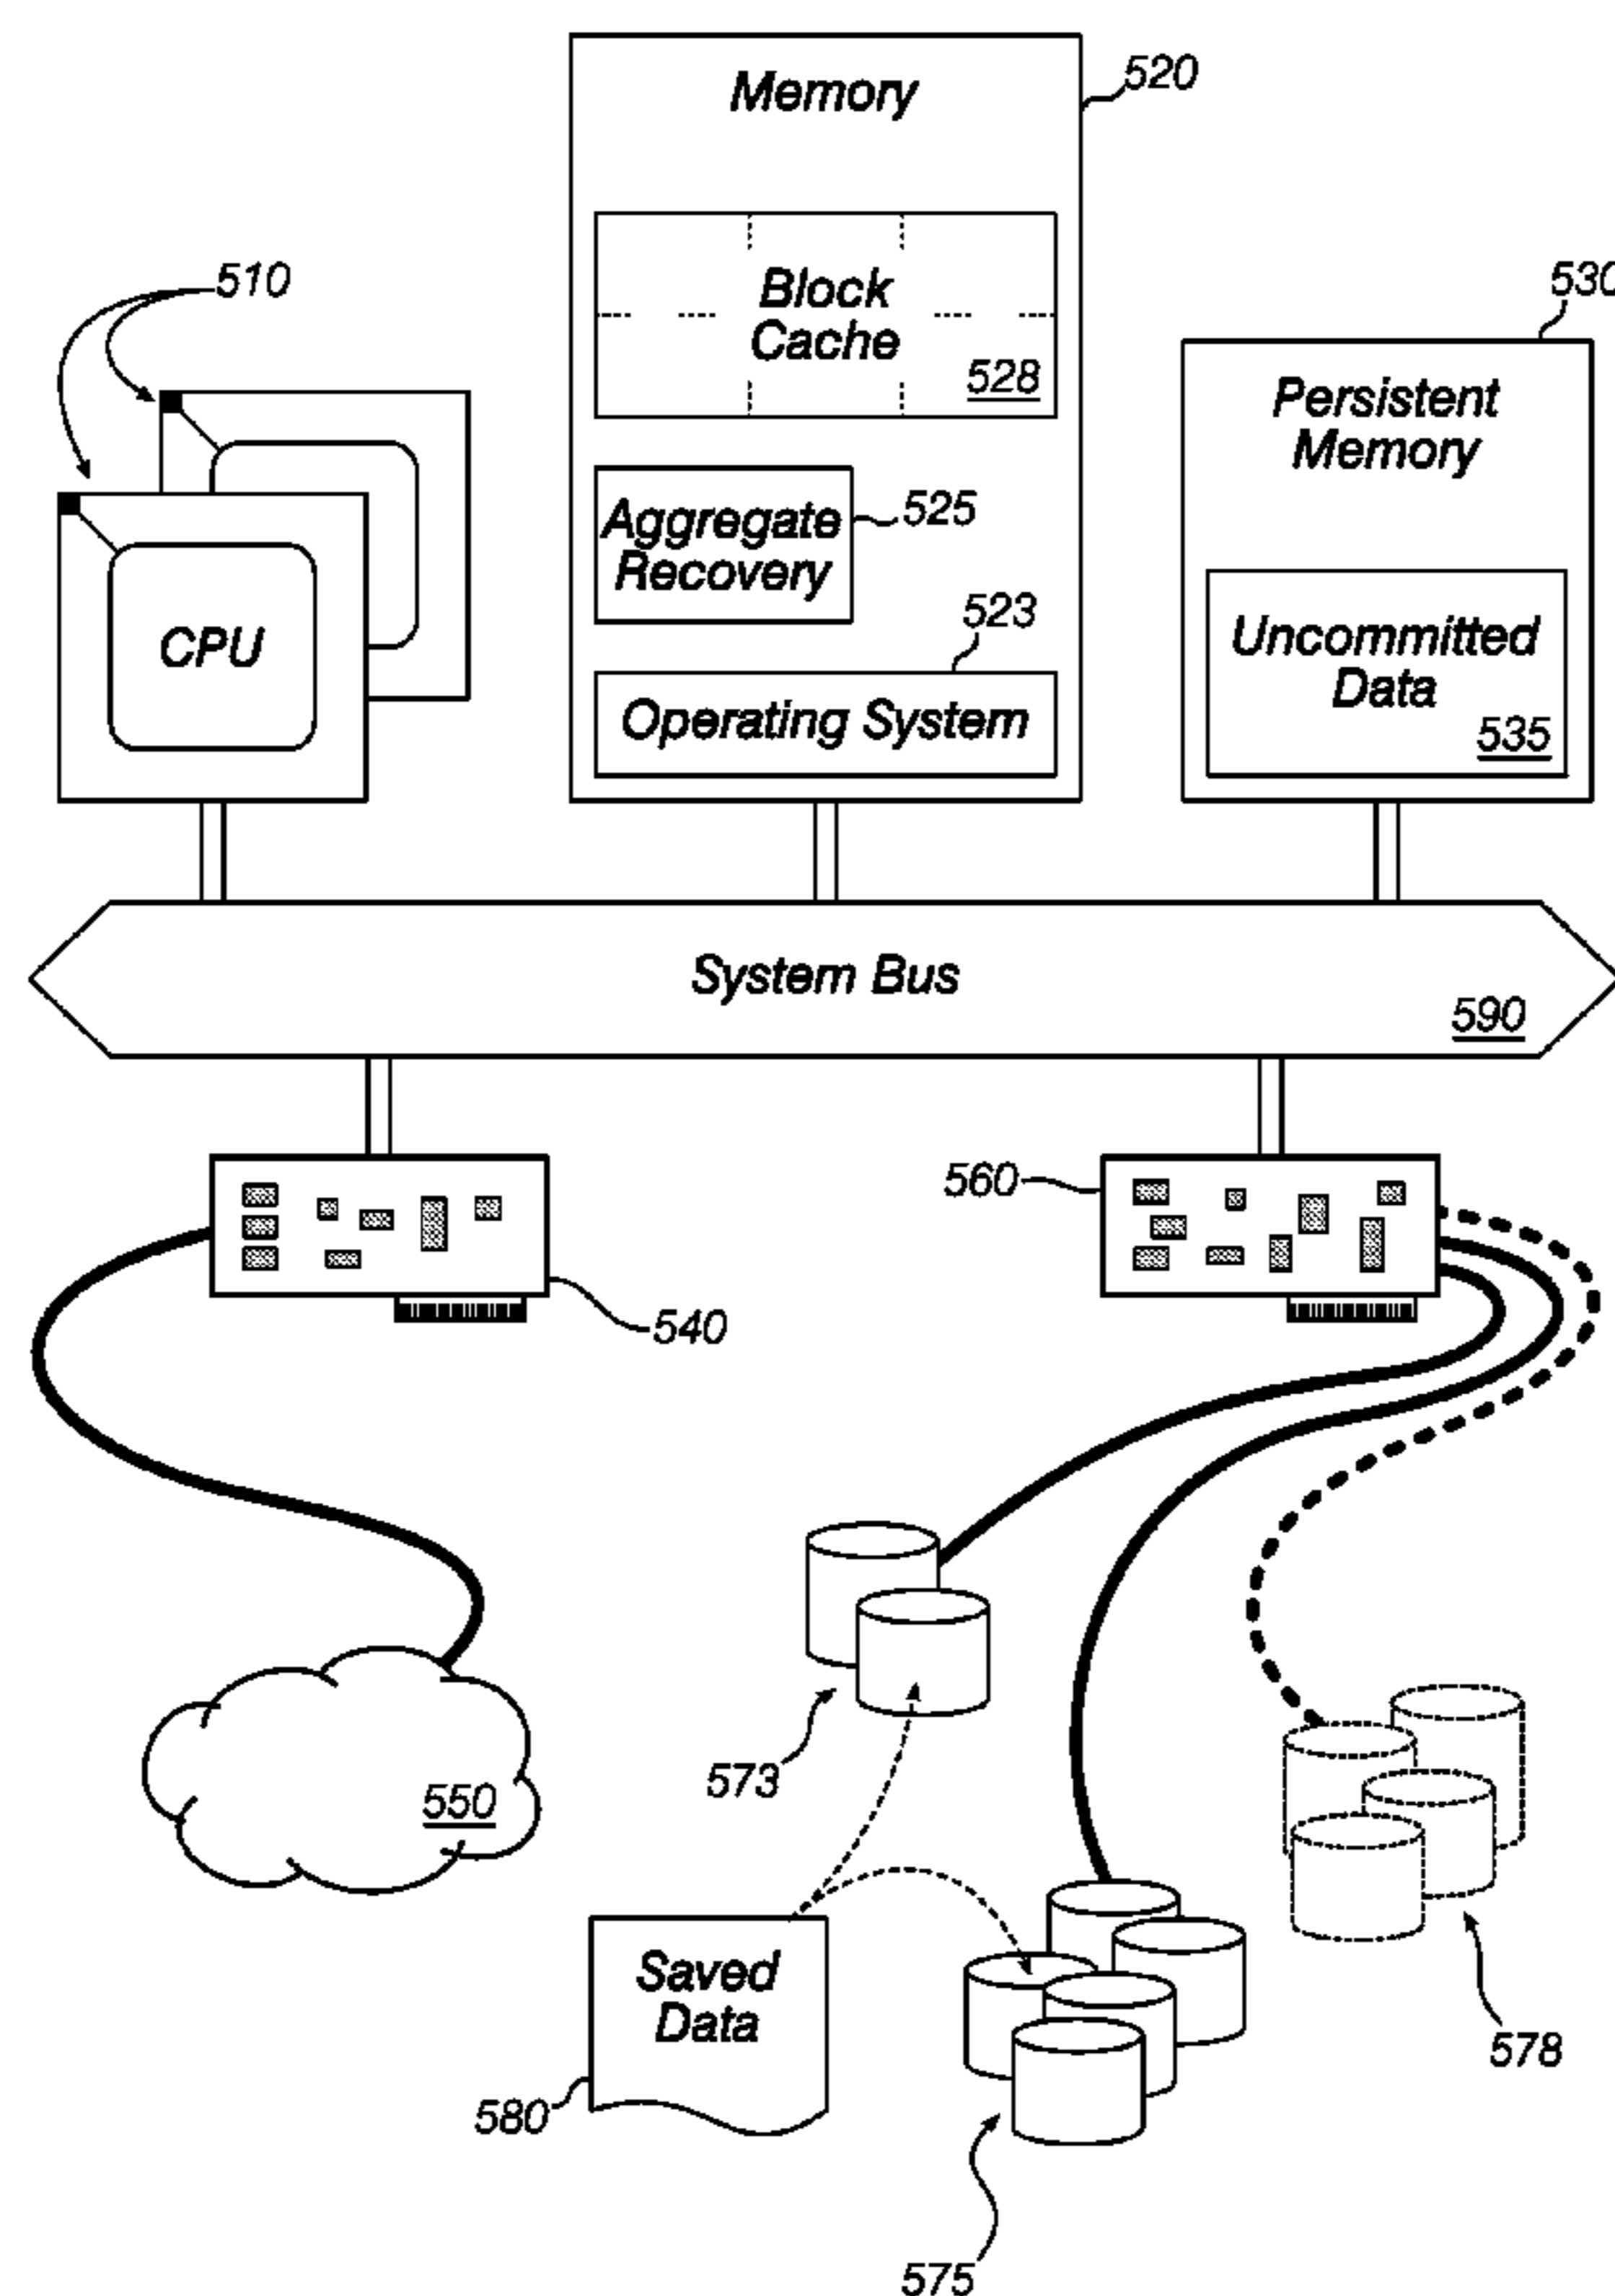 Memory
520
Block
Cache
528
510
530
Persistent
Memory
Aggregate
Recovery
525
523
CPU
Operating System
Uncommitted
Data
535
System Bus
590
560
540
573
550
578
Saved
Data
580
575